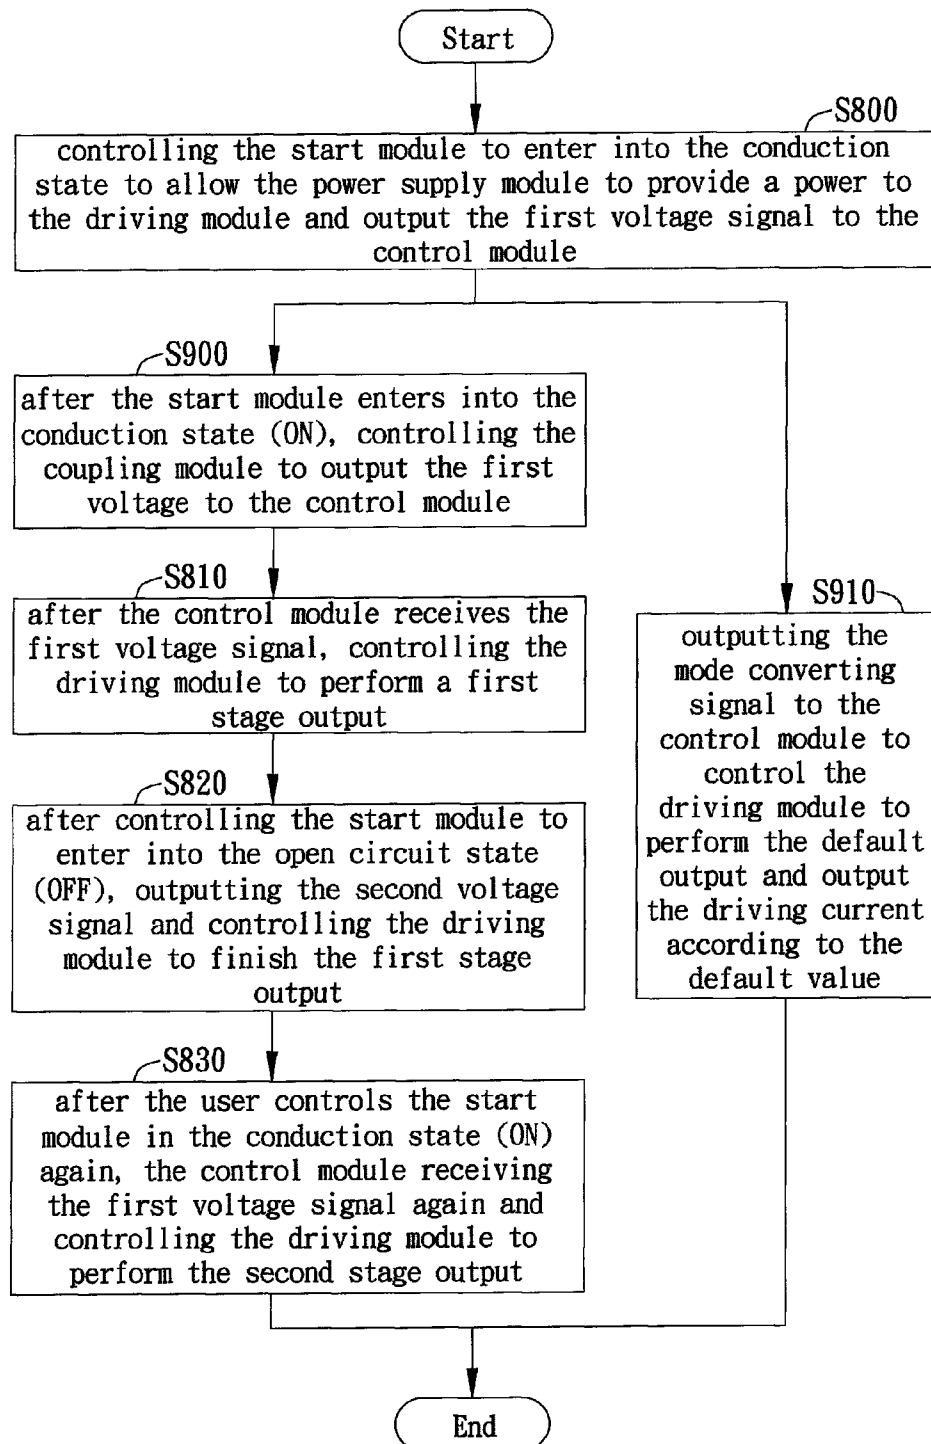 Start
S800
controlling the start module to enter into the conduction
state to allow the power supply module to provide a power to
the driving module and output the first voltage signal to the
control module
S900
after the start module enters into the
conduction state (ON), controlling the
coupling module to output the first
voltage to the control module
S810
after the control module receives the
first voltage signal, controlling the
driving module to perform a first
stage output
S820
after controlling the start module to
enter into the open circuit state
(OFF), outputting the second voltage
signal and controlling the driving
module to finish the first stage
output
S830
after the user controls the start
module in the conduction state (ON)
again, the control module receiving
the first voltage signal again and
controlling the driving module to
perform the second stage output
S910
outputting the
mode converting
signal to the
control module to
control the
driving module to
perform the default
output and output
the driving current
according to the
default value
End